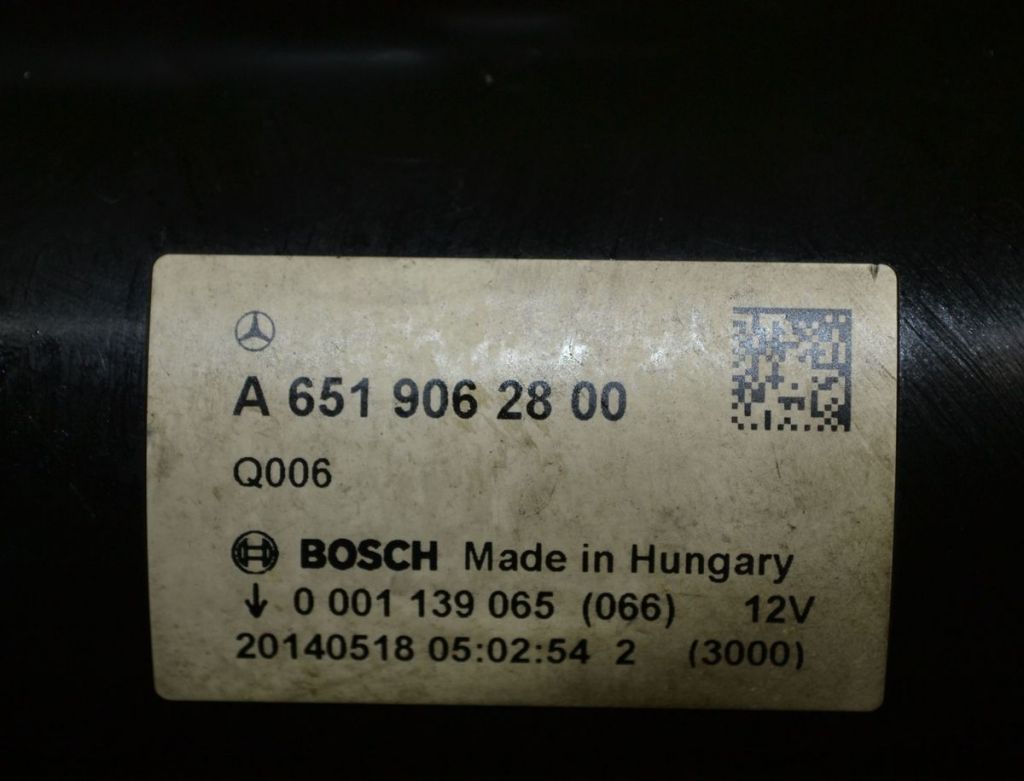 A 651 906 28 00
Q006
BOSCH Made in Hungary
↓ 0 001 139 065 (066) 12V
20140518 05:02:54 2 (3000)